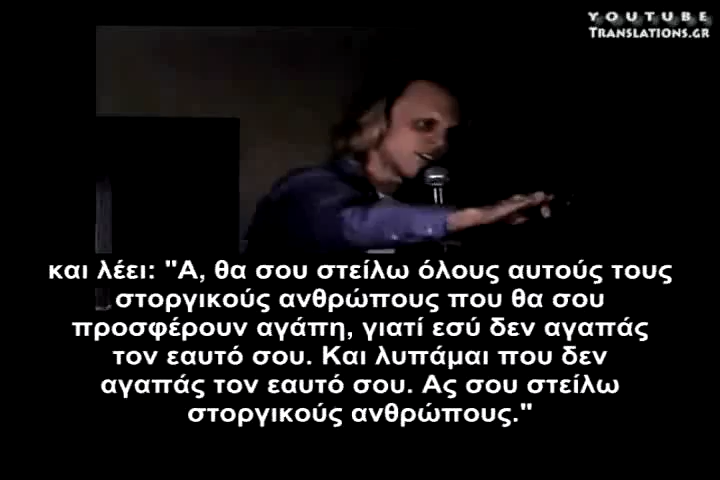 YOUTUBE
TRANSLATIONS.GR
και λέει: "Α, θα σου στείλω όλους αυτούς τους
στοργικούς ανθρώπους που θα σου
προσφέρουν αγάπη, γιατί εσύ δεν αγαπάς
τον εαυτό σου. Και λυπάμαι που δεν
αγαπάς τον εαυτό σου. Ας σου στείλω
στοργικούς ανθρώπους."